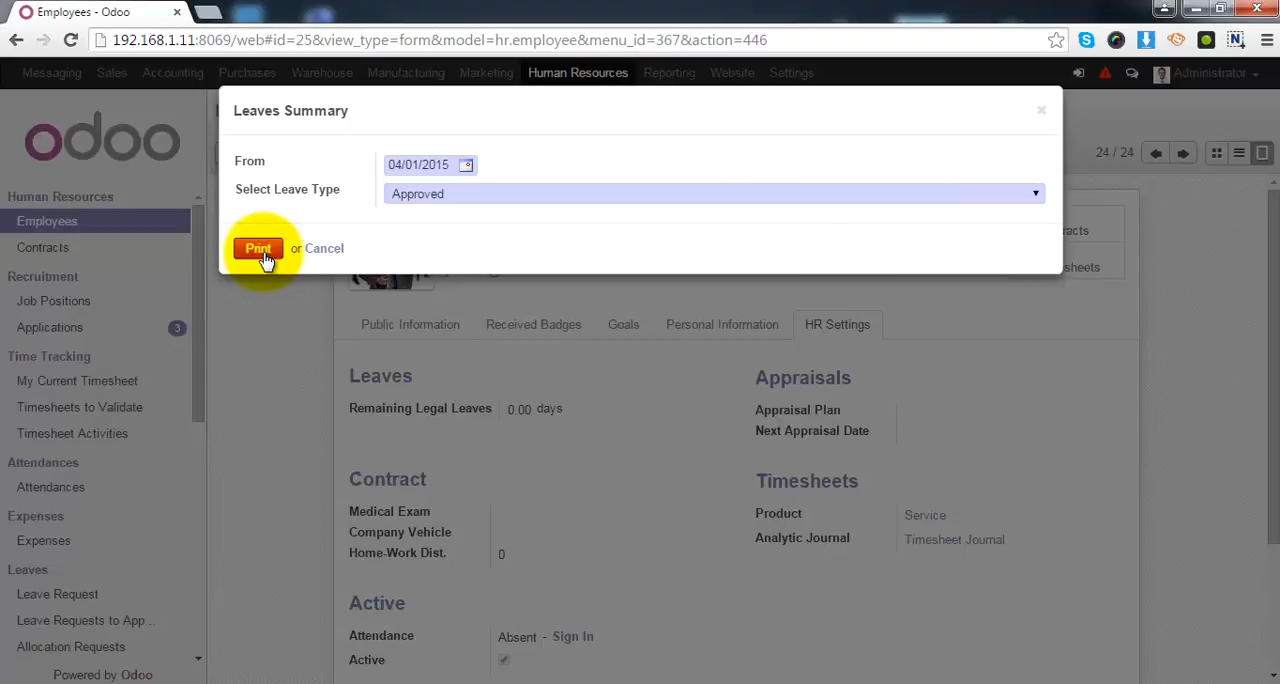 Employees - Odoo
192.168.1.11:8069/web#id=25&view_type=form&model=hr.employee&menu_id=367&action=446
Messaging Sales Accounting Purchases Warehouse Manufacturing Marketing Human Resources Reporting Website Settings Administrator
odoo
Leaves Summary
From 04/01/2015
Select Leave Type Approved
Print or Cancel
24 / 24
Human Resources
Employees
Contracts
Recruitment
Job Positions
Applications 3
Time Tracking
My Current Timesheet
Timesheets to Validate
Timesheet Activities
Attendances
Attendances
Expenses
Expenses
Leaves
Leave Request
Leave Requests to App...
Allocation Requests
Powered by Odoo
racts
sheets
Public Information Received Badges Goals Personal Information HR Settings
Leaves
Remaining Legal Leaves 0.00 days
Appraisals
Appraisal Plan
Next Appraisal Date
Contract
Medical Exam
Company Vehicle
Home-Work Dist. 0
Timesheets
Product Service
Analytic Journal Timesheet Journal
Active
Attendance Absent - Sign In
Active